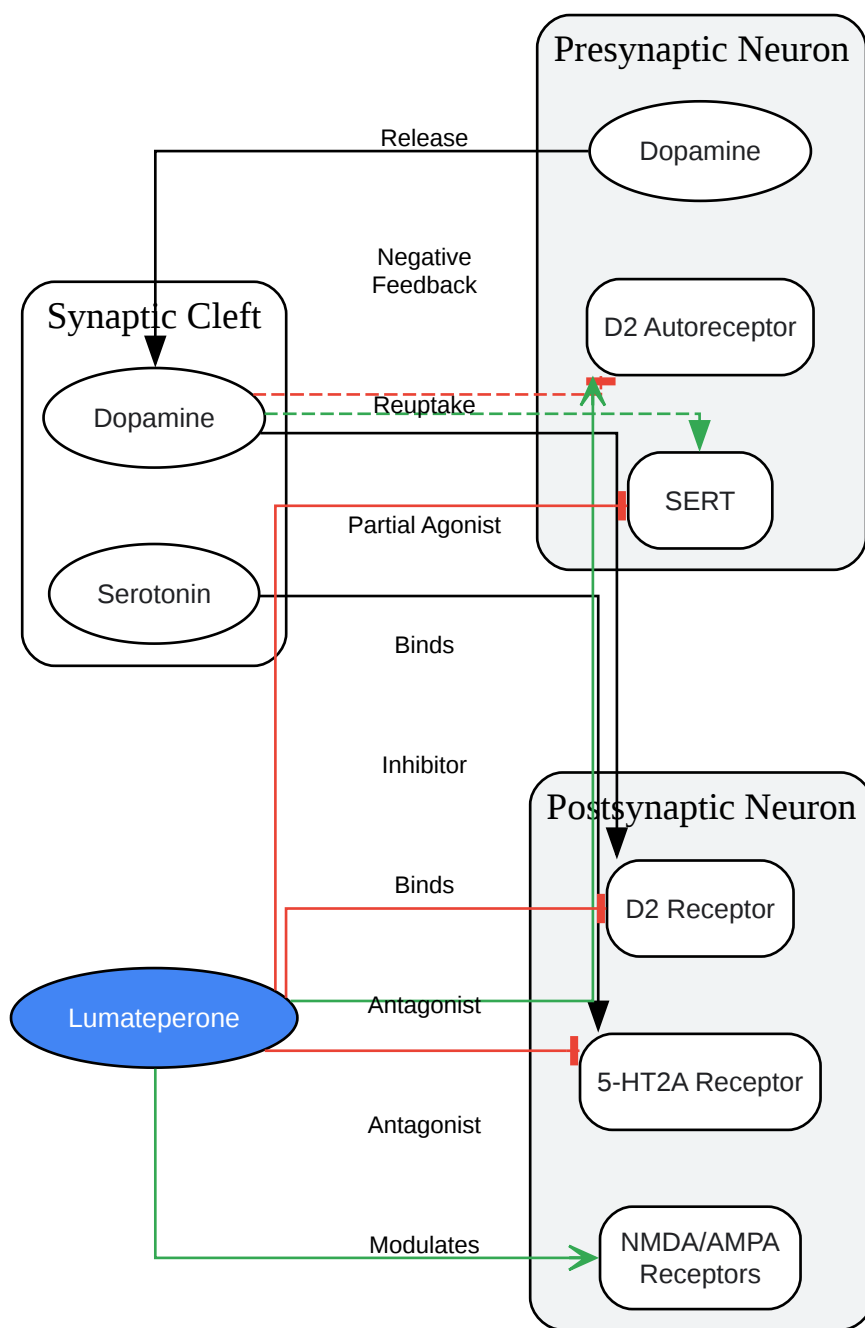 Presynaptic Neuron
Release
Dopamine
Negative
Feedback
Synaptic Cleft
D2 Autoreceptor
Dopamine
Reuptake
SERT
Partial Agonist
Serotonin
Binds
Inhibitor
Postsynaptic Neuron
Binds
D2 Receptor
Lumateperone
Antagonist
5-HT2A Receptor
Antagonist
Modulates
NMDA/AMPA
Receptors